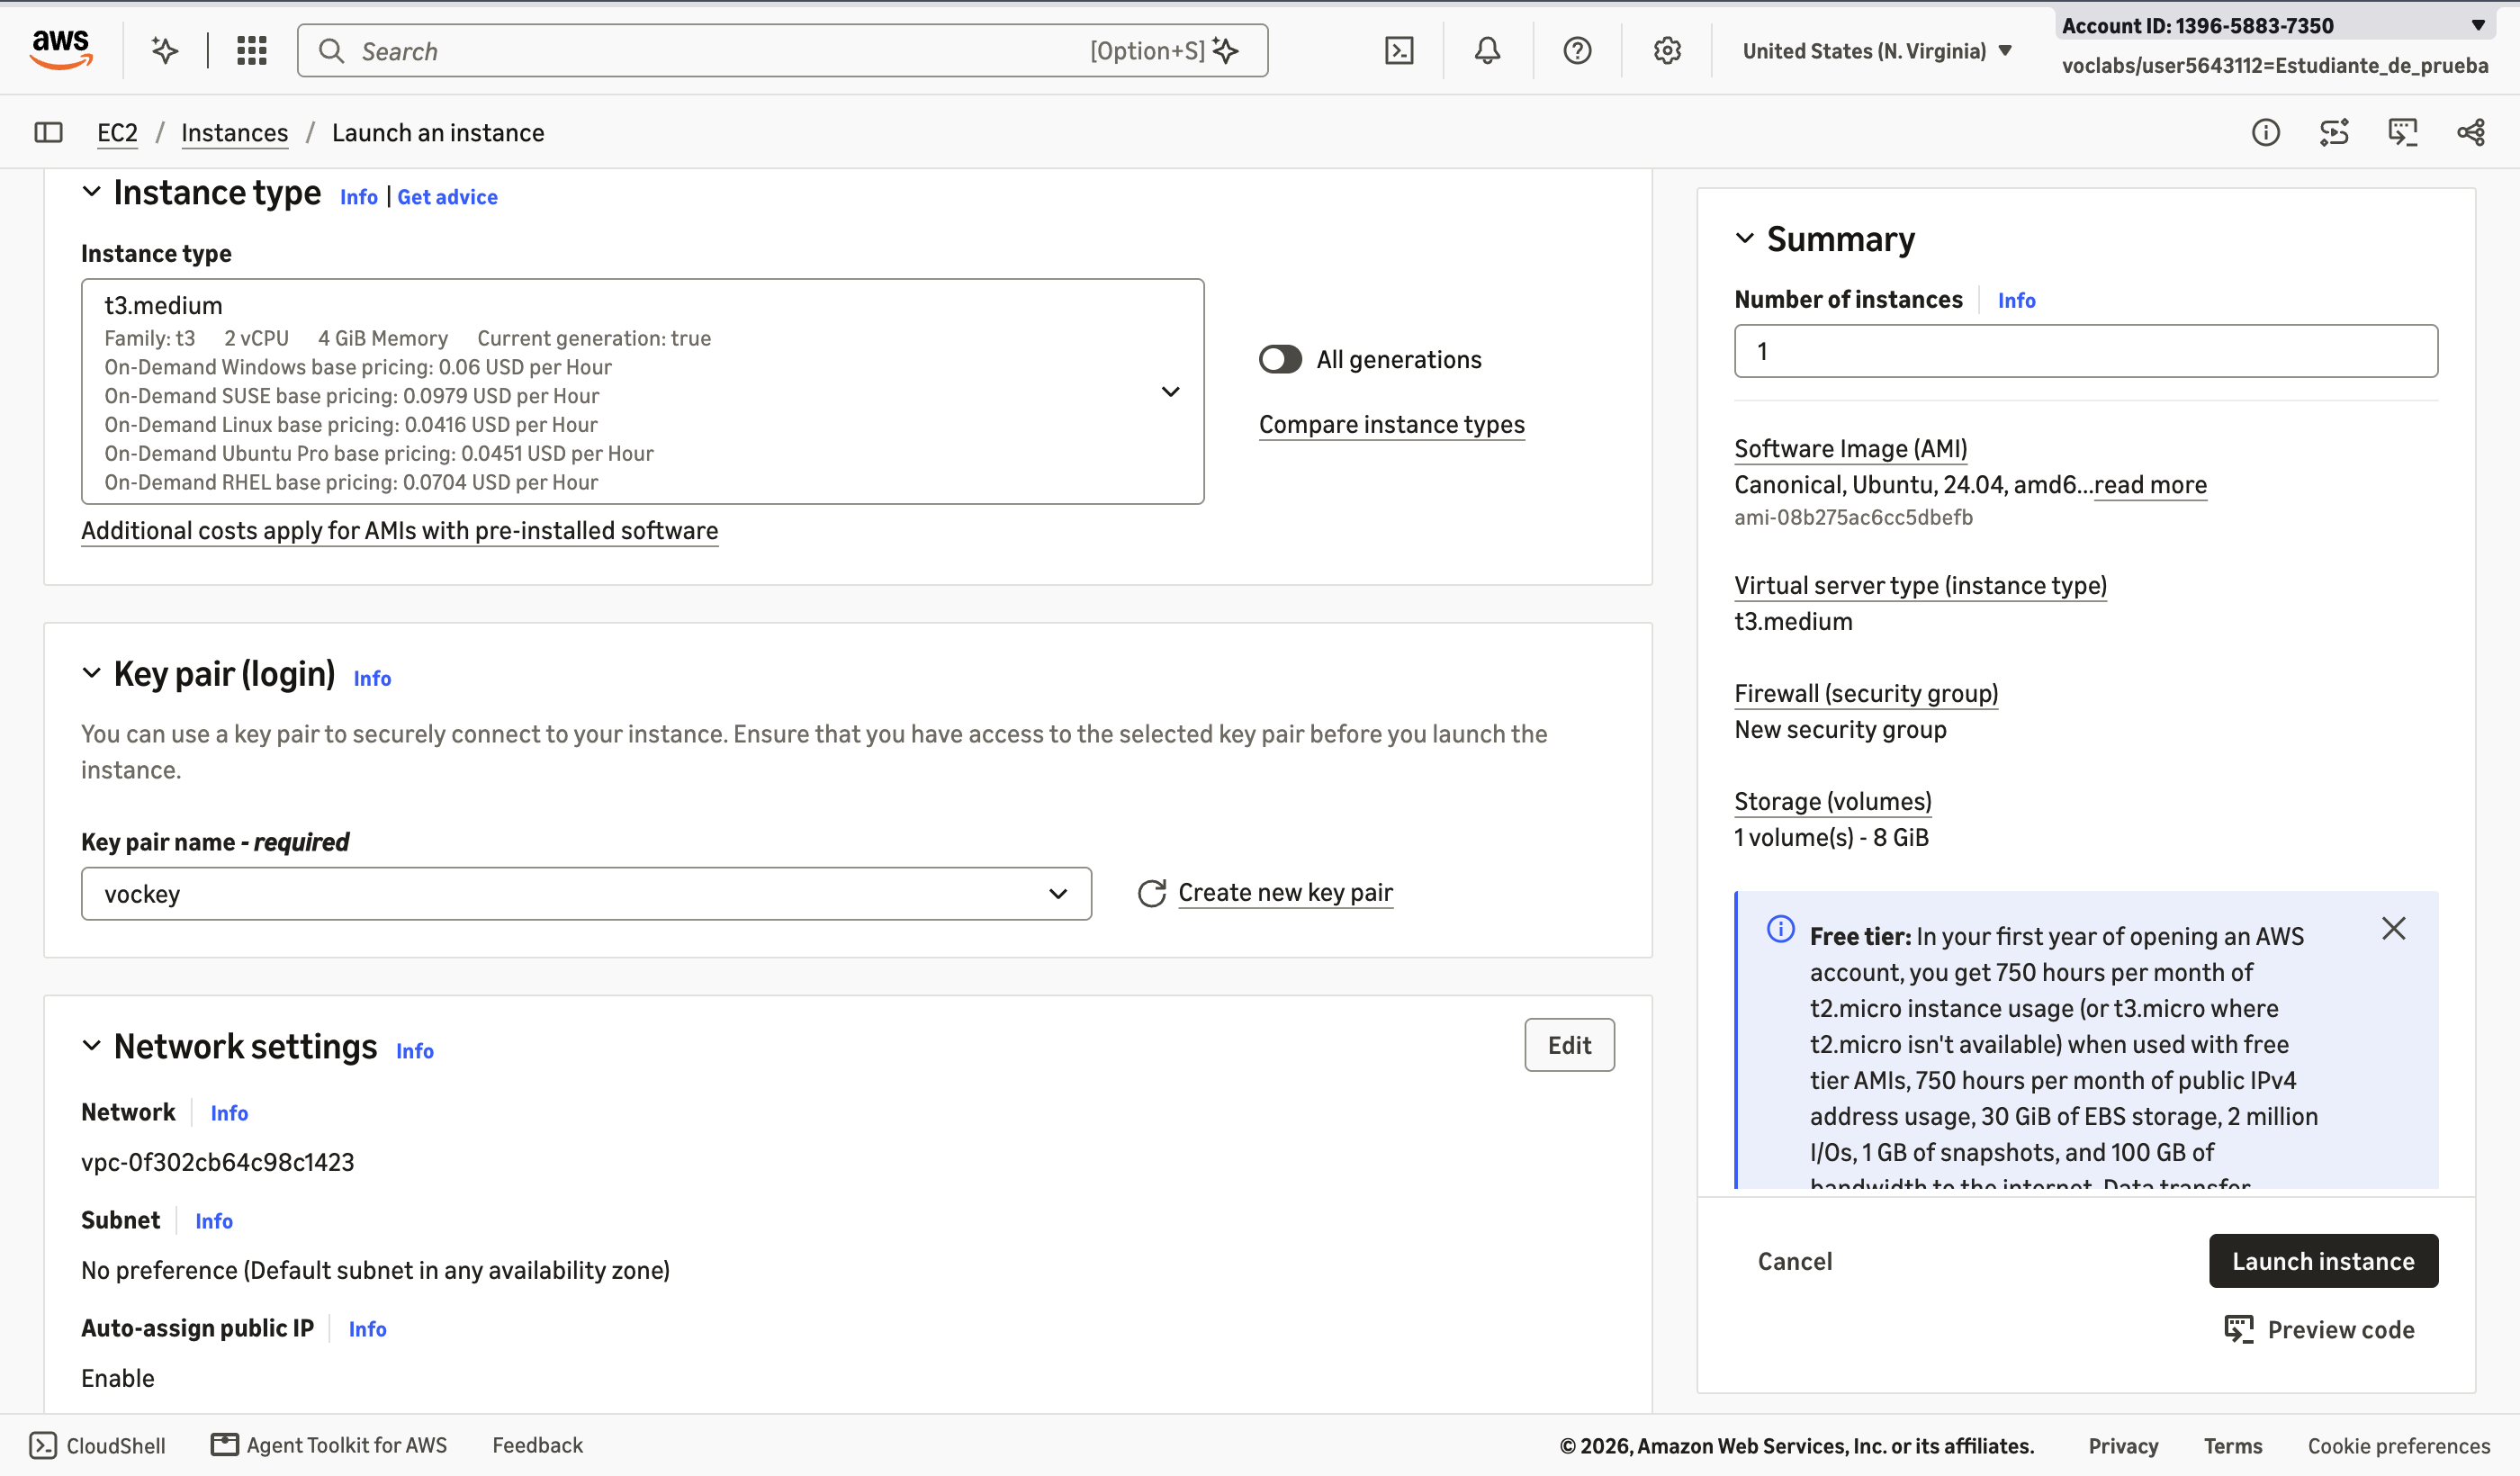 aws
Search
[Option+S]
United States (N. Virginia)
Account ID: 1396-5883-7350
voclabs/user5643112=Estudiante_de_prueba
EC2 / Instances / Launch an instance
Instance type Info | Get advice
Instance type
t3.medium
Family: t3 2 vCPU 4 GiB Memory Current generation: true
On-Demand Windows base pricing: 0.06 USD per Hour
On-Demand SUSE base pricing: 0.0979 USD per Hour
On-Demand Linux base pricing: 0.0416 USD per Hour
On-Demand Ubuntu Pro base pricing: 0.0451 USD per Hour
On-Demand RHEL base pricing: 0.0704 USD per Hour
All generations
Compare instance types
Additional costs apply for AMIs with pre-installed software
Key pair (login) Info
You can use a key pair to securely connect to your instance. Ensure that you have access to the selected key pair before you launch the
instance.
Key pair name - required
vockey
Create new key pair
Network settings Info
Edit
Network Info
vpc-0f302cb64c98c1423
Subnet Info
No preference (Default subnet in any availability zone)
Auto-assign public IP Info
Enable
Summary
Number of instances Info
1
Software Image (AMI)
Canonical, Ubuntu, 24.04, amd6...read more
ami-08b275ac6cc5dbefb
Virtual server type (instance type)
t3.medium
Firewall (security group)
New security group
Storage (volumes)
1 volume(s) - 8 GiB
Free tier: In your first year of opening an AWS
account, you get 750 hours per month of
t2.micro instance usage (or t3.micro where
t2.micro isn't available) when used with free
tier AMIs, 750 hours per month of public IPv4
address usage, 30 GiB of EBS storage, 2 million
I/Os, 1 GB of snapshots, and 100 GB of
bandwidth to the internet. Data transfer
Cancel
Launch instance
Preview code
CloudShell
Agent Toolkit for AWS
Feedback
© 2026, Amazon Web Services, Inc. or its affiliates.
Privacy
Terms
Cookie preferences